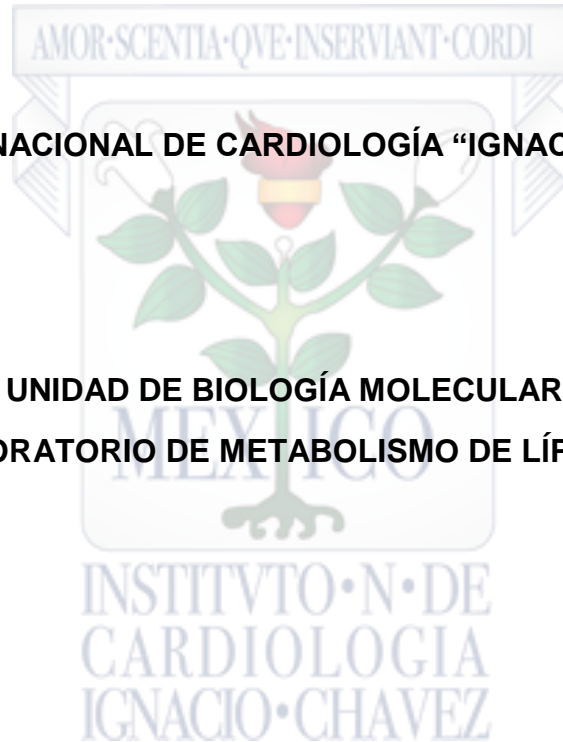 AMOR·SCENTIA·QVE·INSERVIANT·CORDI
NACIONAL DE CARDIOLOGÍA “IGNAC
UNIDAD DE BIOLOGÍA MOLECULAR
ORATORIO DE METABOLISMO DE LÍP
MEXICO
INSTITVTO•N•DE
CARDIOLOGIA
IGNACIO•CHAVEZ